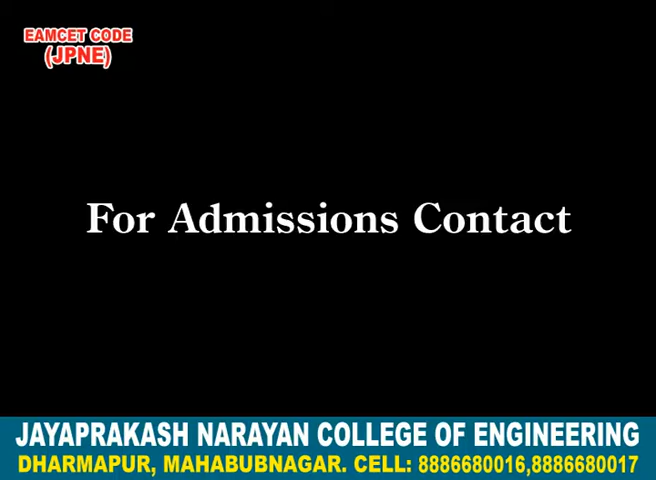 EAMCET CODE
(JPNE)
For Admissions Contact
JAYAPRAKASH NARAYAN COLLEGE OF ENGINEERING
DHARMAPUR, MAHABUBNAGAR. CELL: 8886680016,8886680017